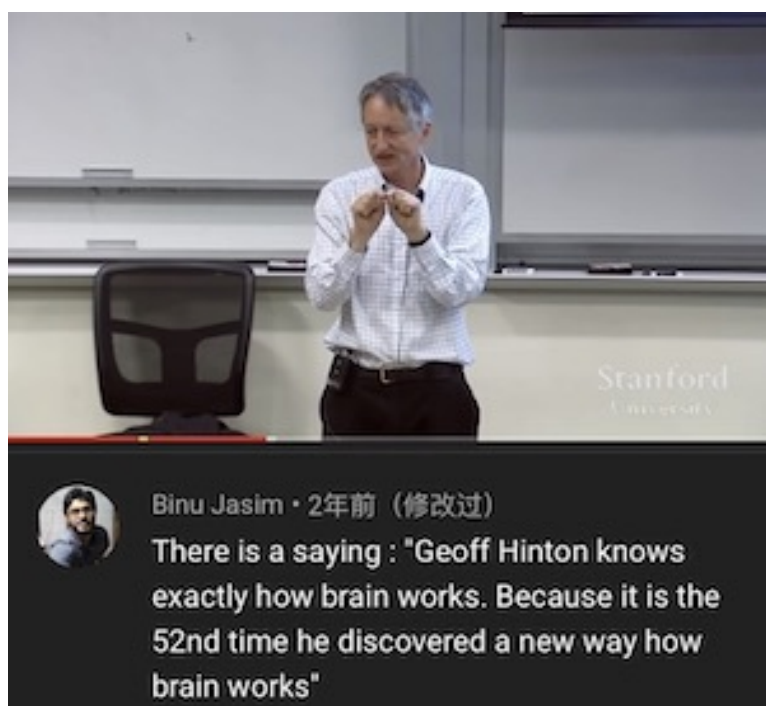 Stanford
University
Binu Jasim • 2年前（修改过）
There is a saying : "Geoff Hinton knows
exactly how brain works. Because it is the
52nd time he discovered a new way how
brain works"